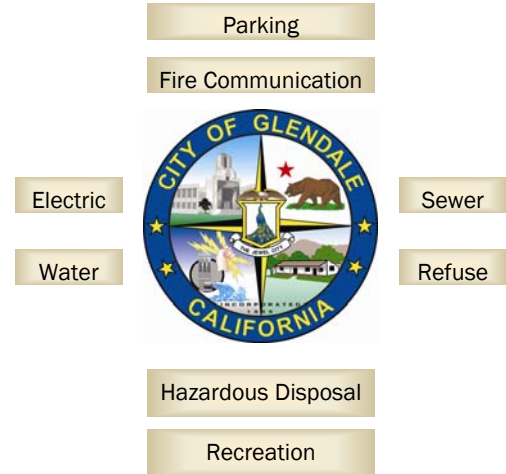 Parking
Fire Communication
CITY OF GLENDALE
Electric
Sewer
THE JEWEL CITY
Water
Refuse
INCORPORATED
CALIFORNIA
Hazardous Disposal
Recreation